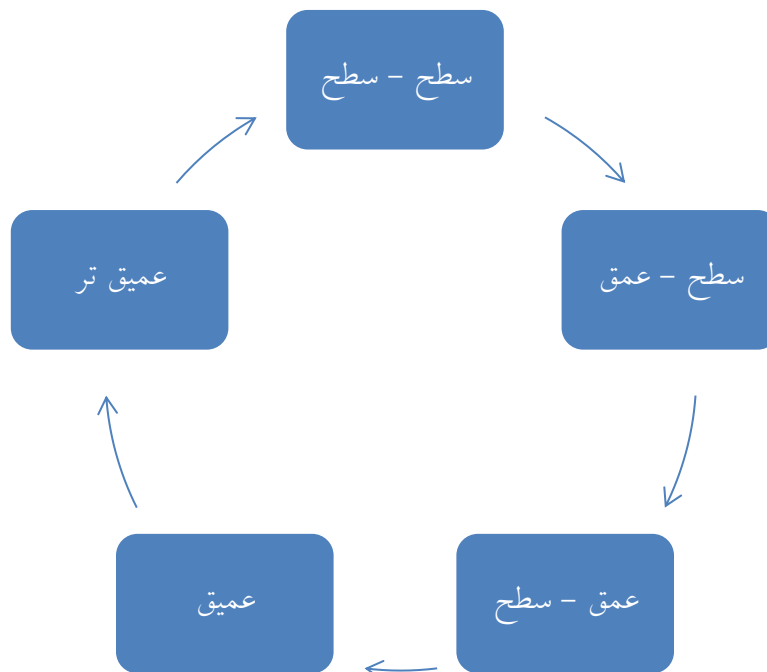 سطح – سطح
سطح – عمق
عمق – سطح
عمیق
عمیق تر